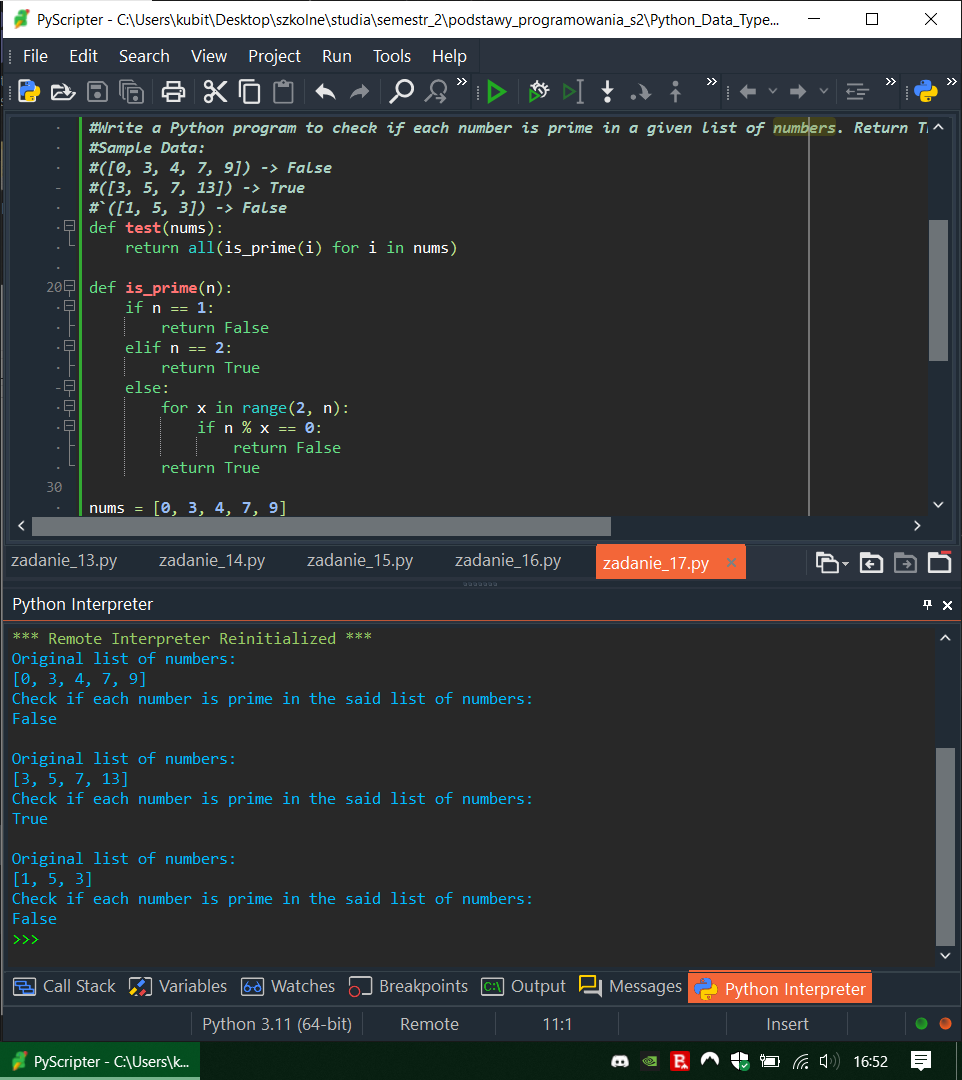 PyScripter - C:\Users\kubit\Desktop\szkolne\studia\semestr_2\podstawy_programowania_s2\Python_Data_Type...
File Edit Search View Project Run Tools Help
#Write a Python program to check if each number is prime in a given list of numbers. Return T
#Sample Data:
#([0, 3, 4, 7, 9]) -> False
#([3, 5, 7, 13]) -> True
#`([1, 5, 3]) -> False
def test(nums):
    return all(is_prime(i) for i in nums)
20 def is_prime(n):
    if n == 1:
        return False
    elif n == 2:
        return True
    else:
        for x in range(2, n):
            if n % x == 0:
                return False
        return True
30
nums = [0, 3, 4, 7, 9]
zadanie_13.py zadanie_14.py zadanie_15.py zadanie_16.py zadanie_17.py
Python Interpreter
*** Remote Interpreter Reinitialized ***
Original list of numbers:
[0, 3, 4, 7, 9]
Check if each number is prime in the said list of numbers:
False
Original list of numbers:
[3, 5, 7, 13]
Check if each number is prime in the said list of numbers:
True
Original list of numbers:
[1, 5, 3]
Check if each number is prime in the said list of numbers:
False
>>>
Call Stack Variables Watches Breakpoints C:\ Output Messages Python Interpreter
Python 3.11 (64-bit) Remote 11:1 Insert
PyScripter - C:\Users\k... 16:52